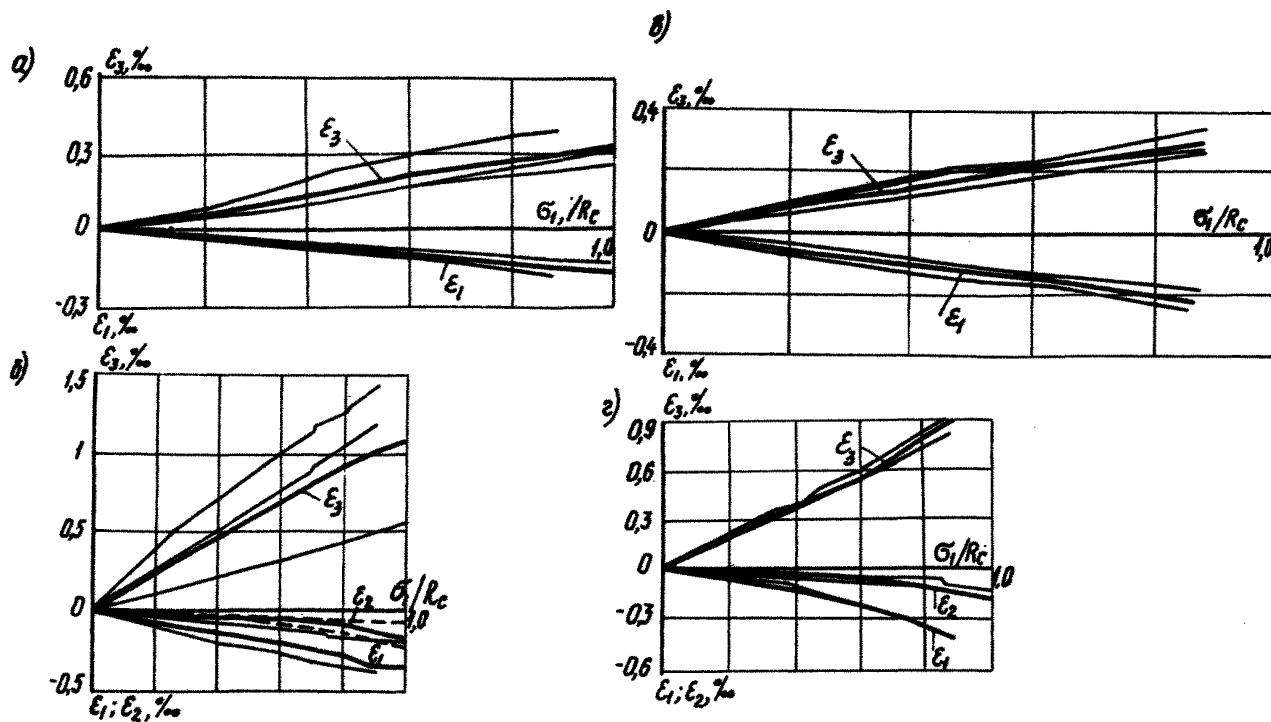 а)
ε₃, ‰
0,6
0,3
0
-0,3
ε₃
σ₁,/Rc
1,0
ε₁
ε₁, ‰
в)
ε₃, ‰
0,4
0
-0,4
ε₃
σ₁/Rc
1,0
ε₁
ε₁, ‰
б)
ε₃, ‰
1,5
1
0,5
0
-0,5
ε₃
ε₂
σ₁/Rc
1,0
ε₁
ε₁; ε₂, ‰
г)
ε₃, ‰
0,9
0,6
0,3
0
-0,3
-0,6
ε₃
σ₁/Rc
1,0
ε₂
ε₁
ε₁; ε₂, ‰